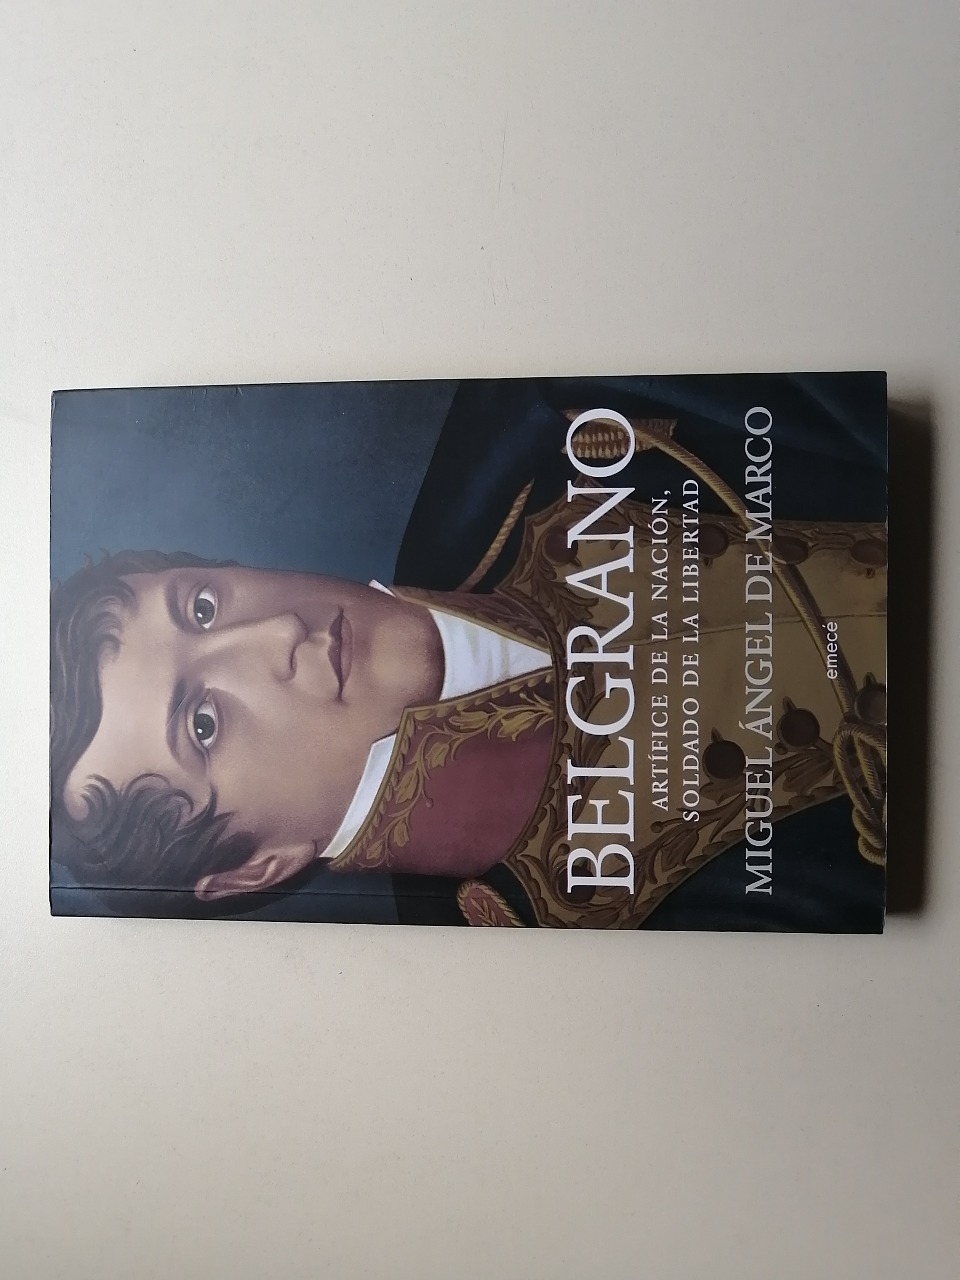 BELGRANO
ARTÍFICE DE LA NACIÓN,
SOLDADO DE LA LIBERTAD
MIGUEL ÁNGEL DE MARCO
emecé